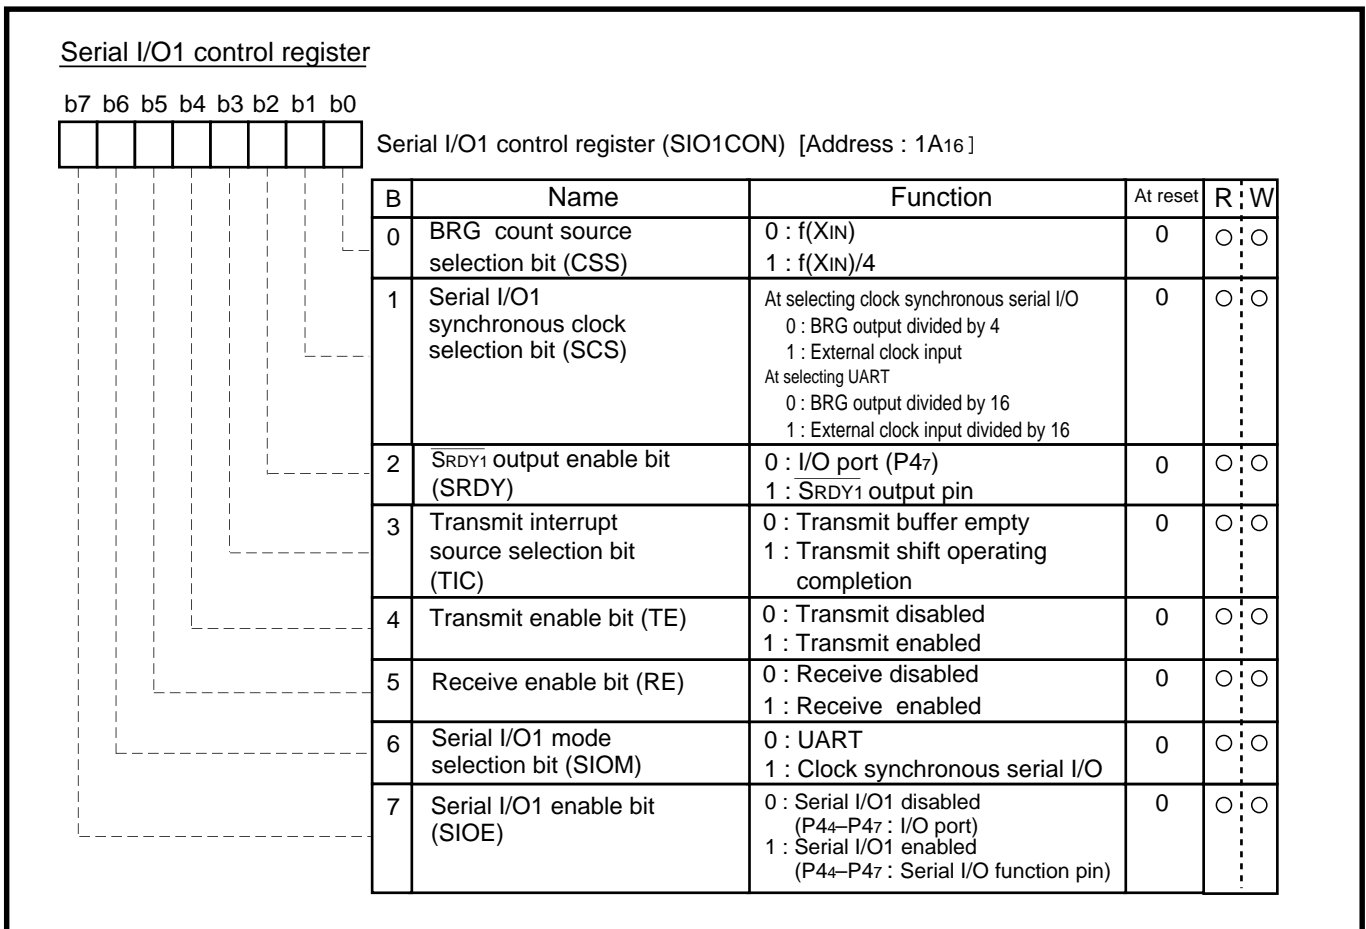 Serial I/O1 control register
b7 b6 b5 b4 b3 b2 b1 b0
Serial I/O1 control register (SIO1CON) [Address : 1A16]
B Name Function At reset R W
0 BRG count source selection bit (CSS)
0 : f(XIN)
1 : f(XIN)/4
0
1 Serial I/O1
synchronous clock
selection bit (SCS)
At selecting clock synchronous serial I/O
0 : BRG output divided by 4
1 : External clock input
At selecting UART
0 : BRG output divided by 16
1 : External clock input divided by 16
0
2 SRDY1 output enable bit
(SRDY)
0 : I/O port (P47)
1 : SRDY1 output pin
0
3 Transmit interrupt
source selection bit
(TIC)
0 : Transmit buffer empty
1 : Transmit shift operating
completion
0
4 Transmit enable bit (TE)
0 : Transmit disabled
1 : Transmit enabled
0
5 Receive enable bit (RE)
0 : Receive disabled
1 : Receive enabled
0
6 Serial I/O1 mode
selection bit (SIOM)
0 : UART
1 : Clock synchronous serial I/O
0
7 Serial I/O1 enable bit
(SIOE)
0 : Serial I/O1 disabled
(P44–P47 : I/O port)
1 : Serial I/O1 enabled
(P44–P47 : Serial I/O function pin)
0